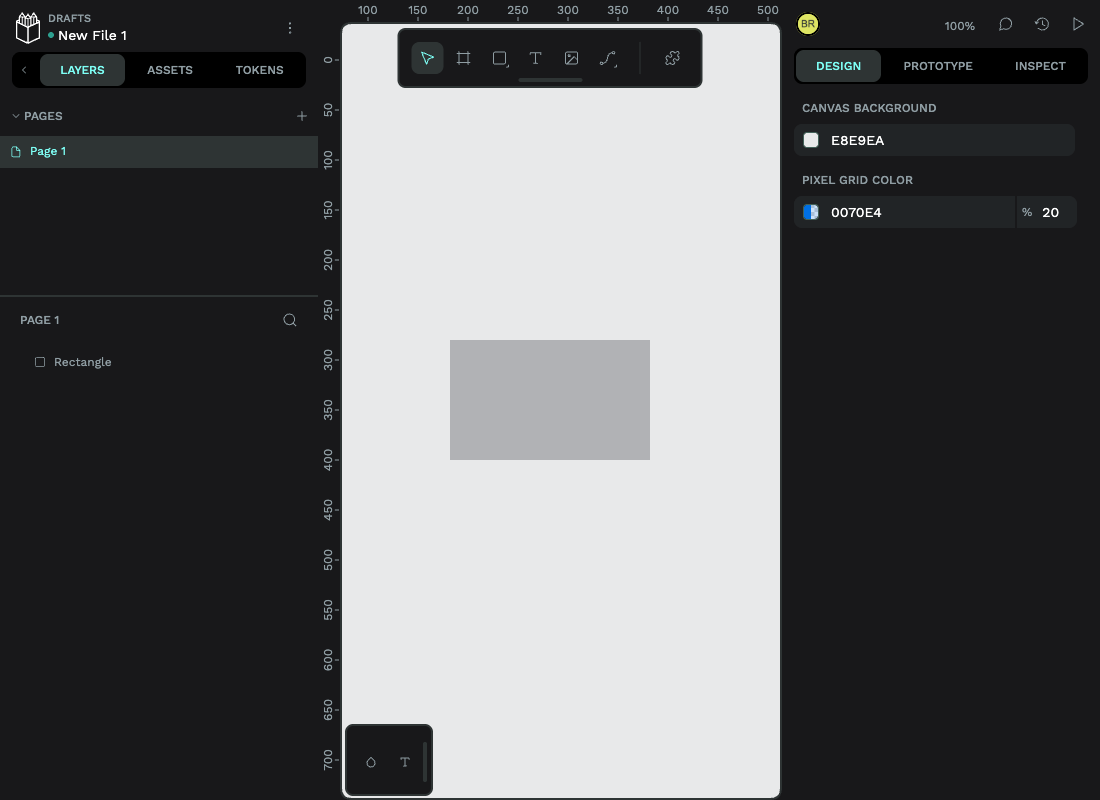 DRAFTS
New File 1
LAYERS
ASSETS
TOKENS
PAGES
Page 1
PAGE 1
Rectangle
100
150
200
250
300
350
400
450
500
0
50
100
150
200
250
300
350
400
450
500
550
600
650
700
T
T
BR
100%
DESIGN
PROTOTYPE
INSPECT
CANVAS BACKGROUND
E8E9EA
PIXEL GRID COLOR
0070E4
% 20